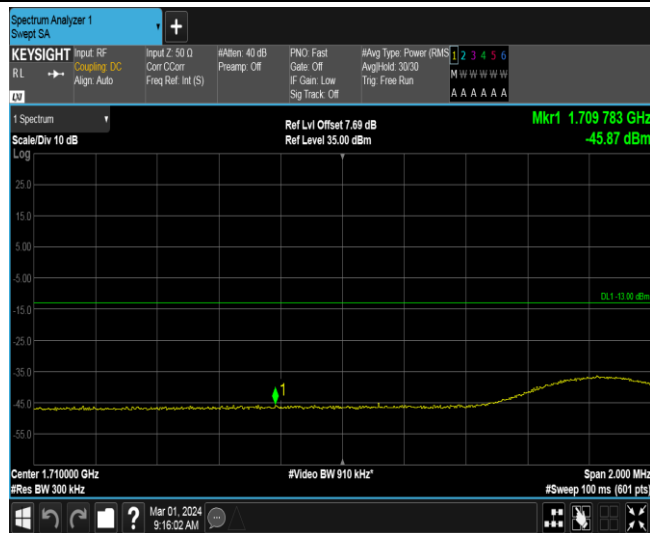 Spectrum Analyzer 1
Swept SA
+
KEYSIGHT
RL
LXI
Input: RF
Coupling: DC
Align: Auto
Input Z: 50 Ω
Corr CCorr
Freq Ref: Int (S)
#Atten: 40 dB
Preamp: Off
PNO: Fast
Gate: Off
IF Gain: Low
Sig Track: Off
#Avg Type: Power (RMS
Avg|Hold: 30/30
Trig: Free Run
1 2 3 4 5 6
M W W W W W
A A A A A A
1 Spectrum
Scale/Div 10 dB
Ref Lvl Offset 7.69 dB
Ref Level 35.00 dBm
Mkr1 1.709 783 GHz
-45.87 dBm
Log
25.0
15.0
5.00
-5.00
DL1 -13.00 dBm
-15.0
-25.0
-35.0
1
-45.0
-55.0
Center 1.710000 GHz
#Video BW 910 kHz*
Span 2.000 MHz
#Res BW 300 kHz
#Sweep 100 ms (601 pts)
?
Mar 01, 2024
9:16:02 AM